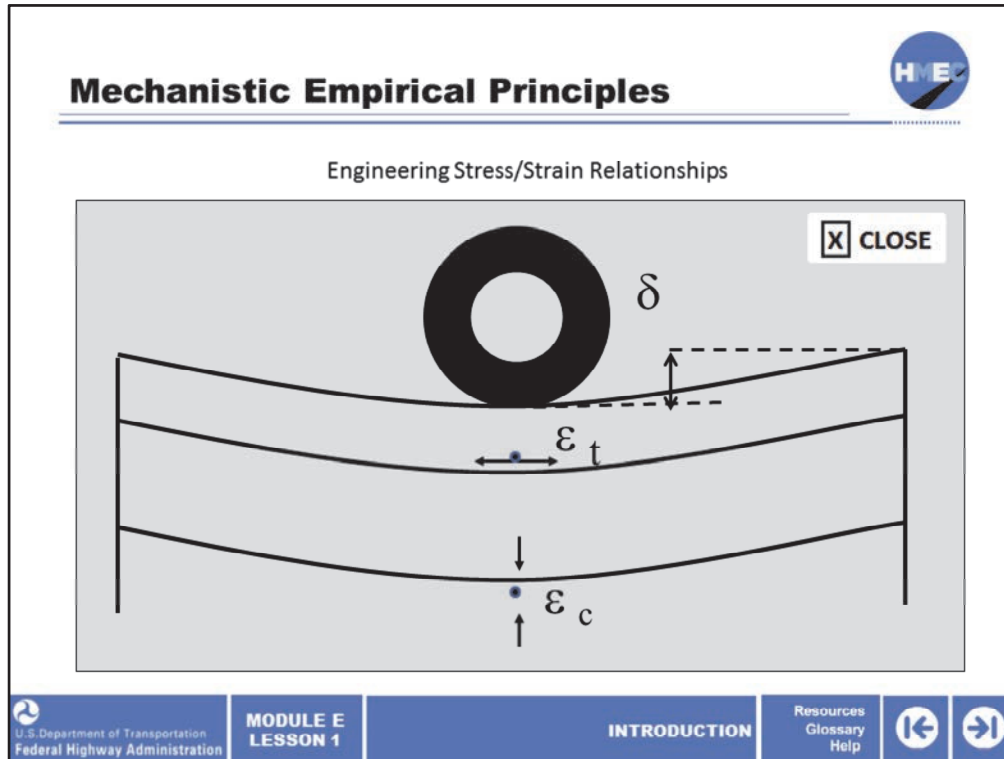 Mechanistic Empirical Principles
HMEC
Engineering Stress/Strain Relationships
X CLOSE
δ
ε t
ε c
U.S.Department of Transportation
Federal Highway Administration
MODULE E
LESSON 1
INTRODUCTION
Resources
Glossary
Help